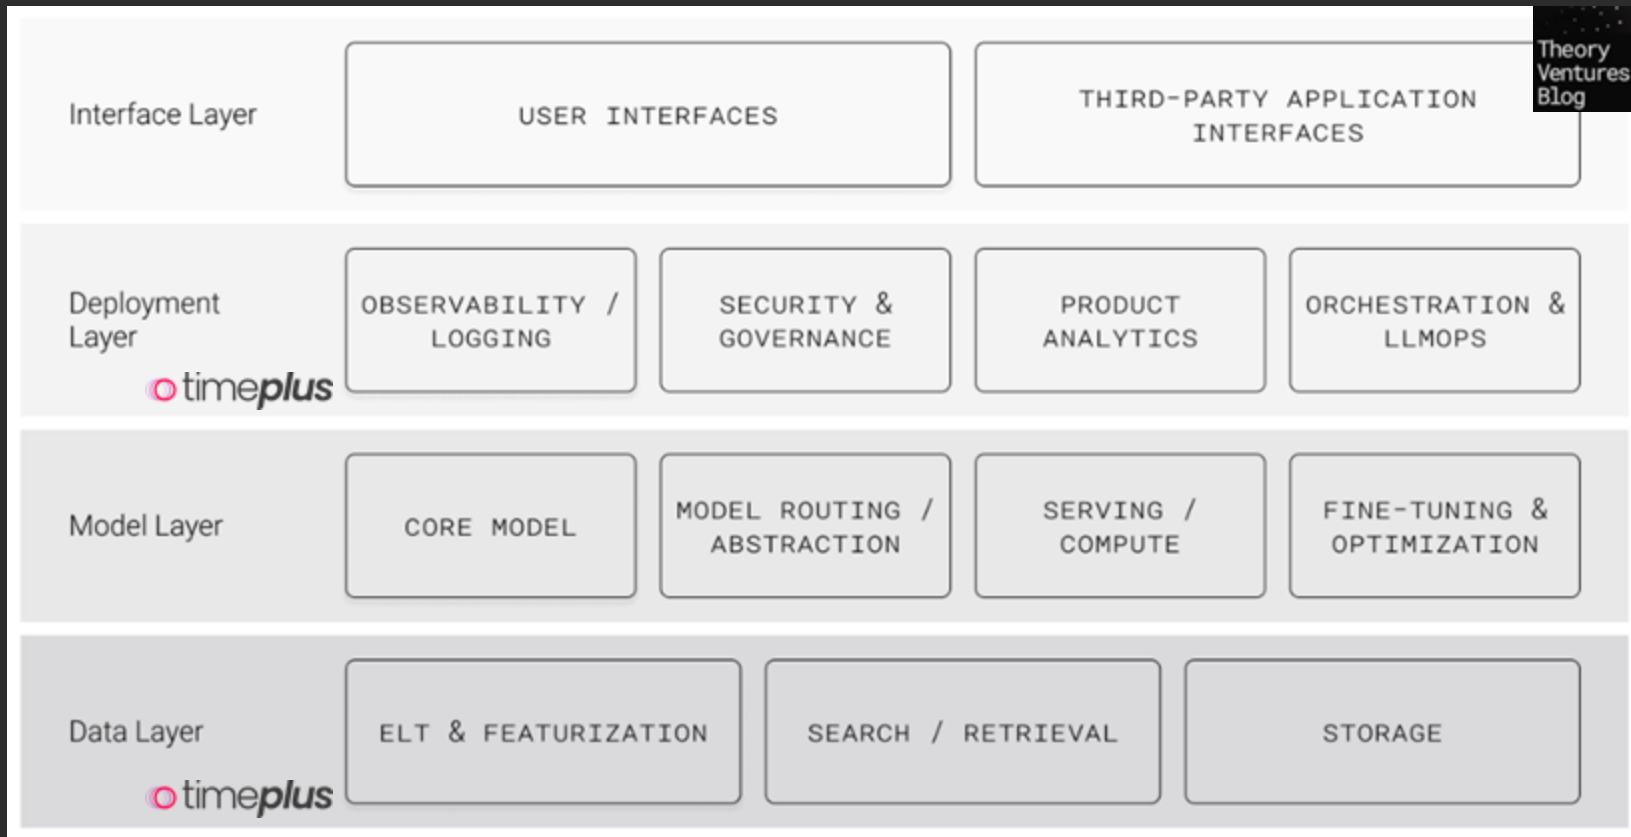 Theory
Ventures
Blog
Interface Layer
USER INTERFACES
THIRD-PARTY APPLICATION
INTERFACES
Deployment
Layer
timeplus
OBSERVABILITY /
LOGGING
SECURITY &
GOVERNANCE
PRODUCT
ANALYTICS
ORCHESTRATION &
LLMOPS
Model Layer
CORE MODEL
MODEL ROUTING /
ABSTRACTION
SERVING /
COMPUTE
FINE-TUNING &
OPTIMIZATION
Data Layer
timeplus
ELT & FEATURIZATION
SEARCH / RETRIEVAL
STORAGE